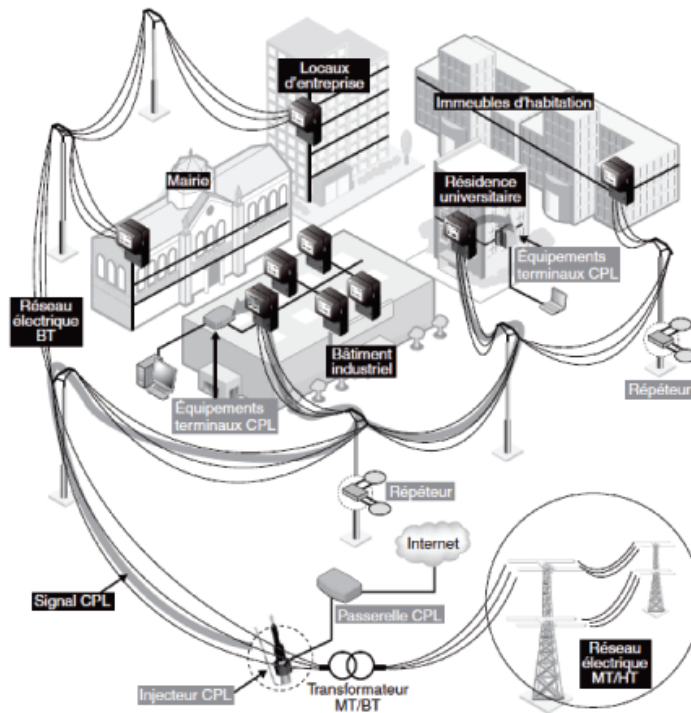 Locaux
d'entreprise
Immeubles d'habitation
Mairie
Résidence
universitaire
Équipements
terminaux CPL
Réseau
électrique
BT
Bâtiment
industriel
Équipements
terminaux CPL
Répéteur
Répéteur
Internet
Signal CPL
Passerelle CPL
Injecteur CPL
Transformateur
MT/BT
Réseau
électrique
MT/HT